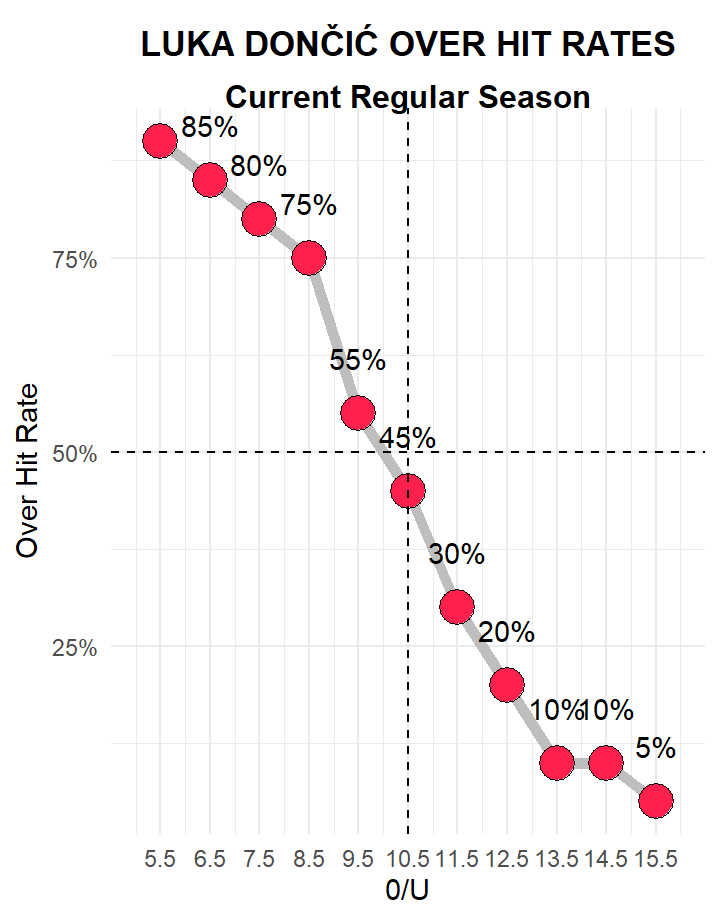 LUKA DONČIĆ OVER HIT RATES
Current Regular Season
85%
80%
75%
75%
55%
45%
50%
30%
20%
25%
10%
10%
5%
Over Hit Rate
5.5 6.5 7.5 8.5 9.5 10.5 11.5 12.5 13.5 14.5 15.5
0/U